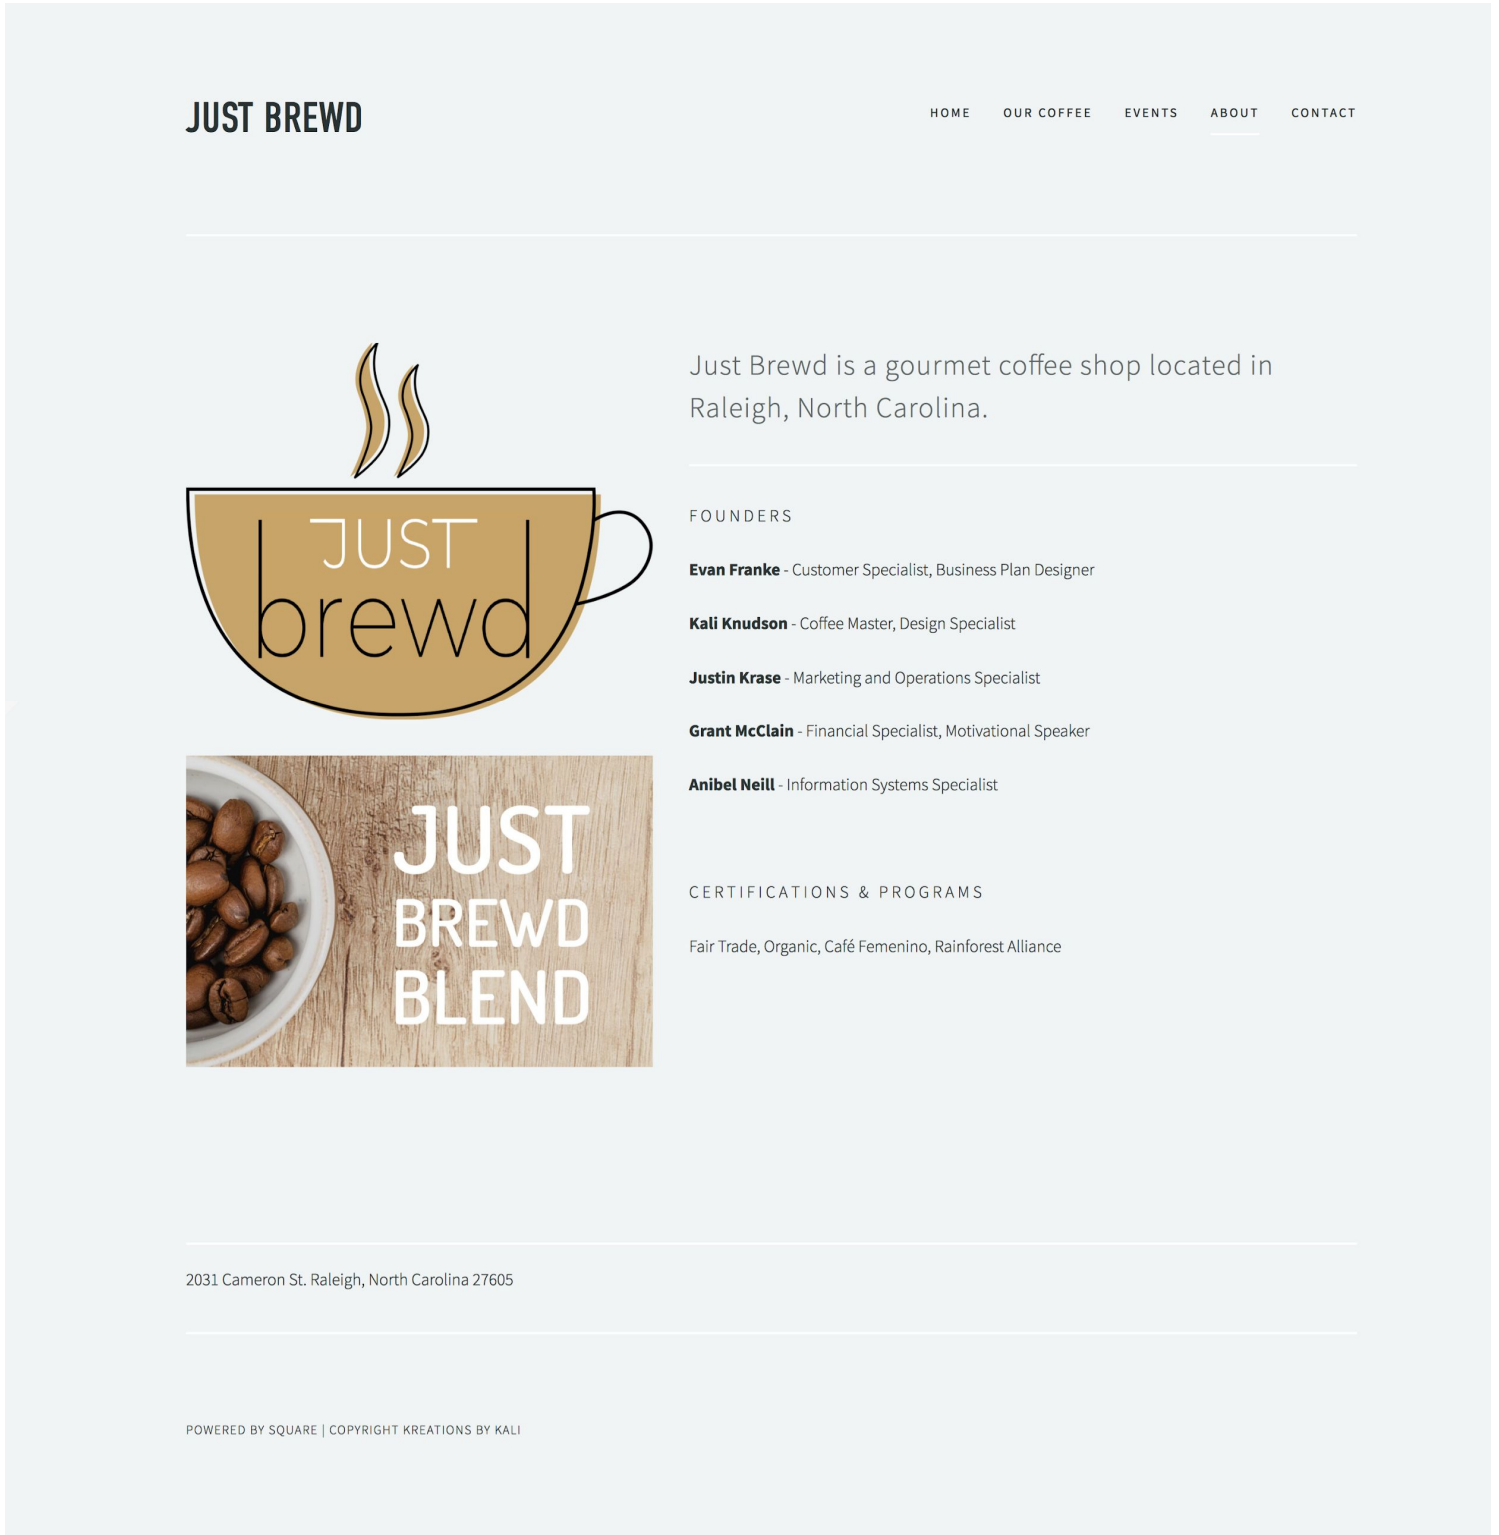 JUST BREWD
HOME OUR COFFEE EVENTS ABOUT CONTACT
JUST
brewd
Just Brewd is a gourmet coffee shop located in
Raleigh, North Carolina.
FOUNDERS
Evan Franke - Customer Specialist, Business Plan Designer
Kali Knudson - Coffee Master, Design Specialist
Justin Krase - Marketing and Operations Specialist
Grant McClain - Financial Specialist, Motivational Speaker
Anibel Neill - Information Systems Specialist
JUST
BREWD
BLEND
CERTIFICATIONS & PROGRAMS
Fair Trade, Organic, Café Femenino, Rainforest Alliance
2031 Cameron St. Raleigh, North Carolina 27605
POWERED BY SQUARE | COPYRIGHT KREATIONS BY KALI